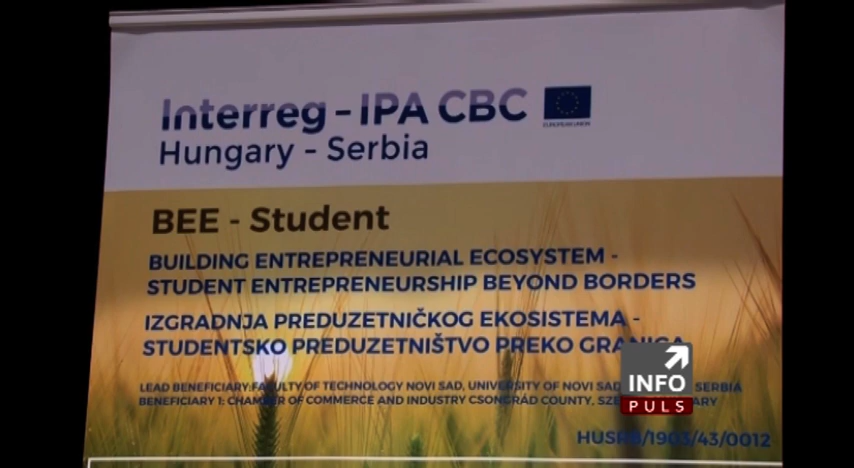 Interreg - IPA CBC
EUROPEAN UNION
Hungary - Serbia
BEE - Student
BUILDING ENTREPRENEURIAL ECOSYSTEM -
STUDENT ENTREPRENEURSHIP BEYOND BORDERS
IZGRADNJA PREDUZETNIČKOG EKOSISTEMA -
STUDENTSKO PREDUZETNIŠTVO PREKO GRANICA
LEAD BENEFICIARY: FACULTY OF TECHNOLOGY NOVI SAD, UNIVERSITY OF NOVI SAD SERBIA
BENEFICIARY 1: CHAMBER OF COMMERCE AND INDUSTRY CSONGRÁD COUNTY,
INFO
PULS
HUSRB/1903/43/0012